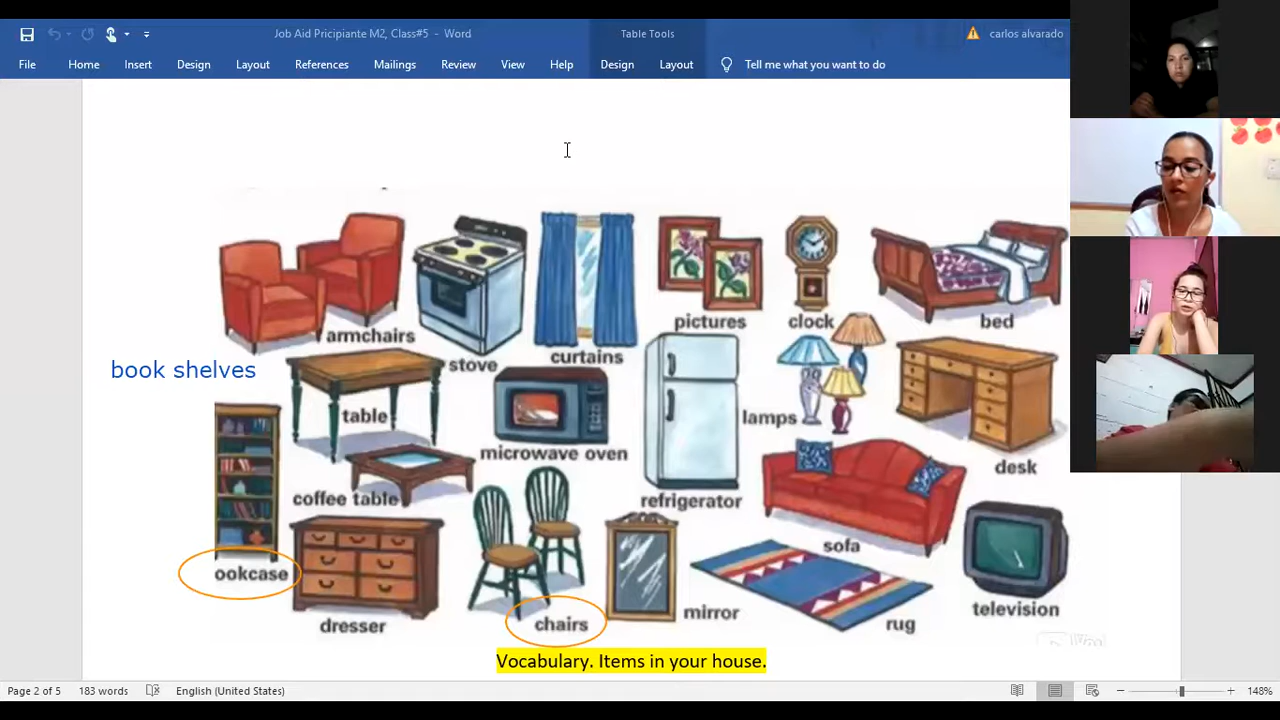 Job Aid Pricipiante M2, Class#5 - Word
Table Tools
carlos alvarado
File Home Insert Design Layout References Mailings Review View Help Design Layout Tell me what you want to do
pictures
clock
bed
armchairs
stove
curtains
book shelves
table
lamps
microwave oven
desk
coffee table
refrigerator
sofa
ookcase
television
mirror
dresser
chairs
rug
Vocabulary. Items in your house.
Page 2 of 5 183 words English (United States) 148%